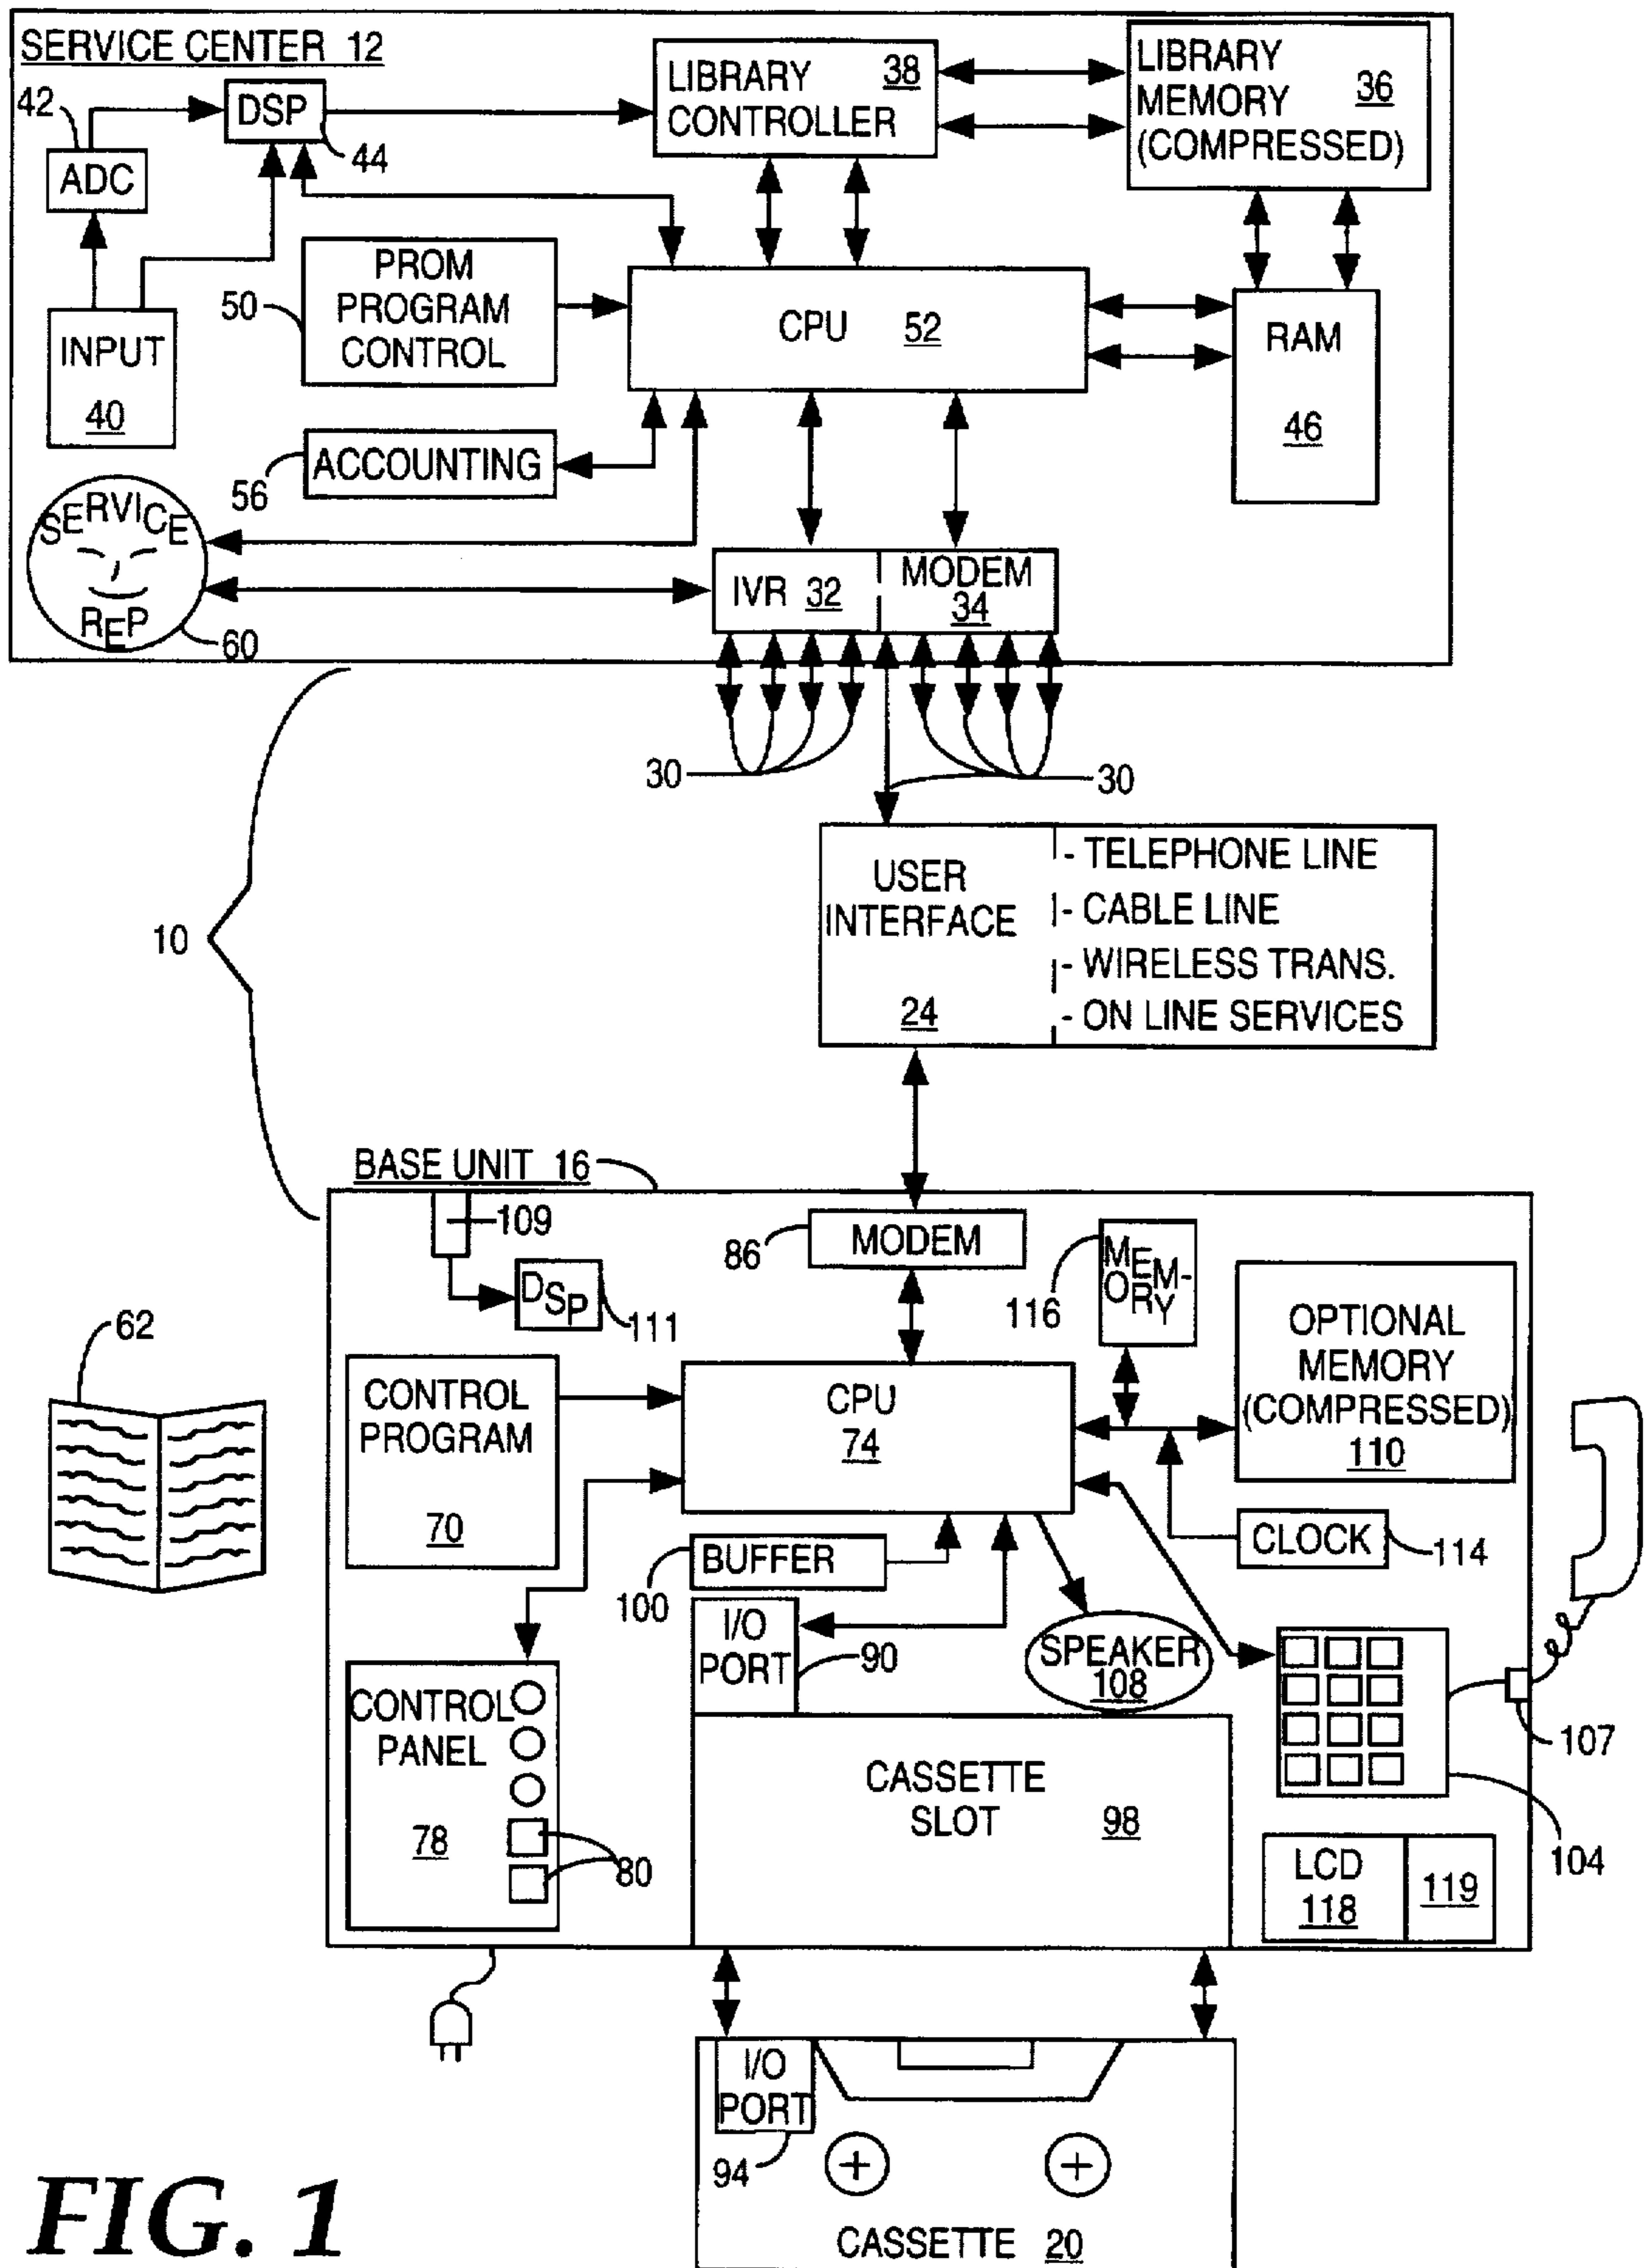 SERVICE CENTER 12
42
DSP
44
ADC
LIBRARY
CONTROLLER
38
LIBRARY
MEMORY
(COMPRESSED)
36
INPUT
40
50
PROM
PROGRAM
CONTROL
CPU 52
RAM
46
56
ACCOUNTING
SERVICE
REP
60
IVR 32
MODEM
34
30
30
10
USER
INTERFACE
24
- TELEPHONE LINE
- CABLE LINE
- WIRELESS TRANS.
- ON LINE SERVICES
BASE UNIT 16
109
DSP
111
86
MODEM
116
MEM-
ORY
OPTIONAL
MEMORY
(COMPRESSED)
110
62
CONTROL
PROGRAM
70
CPU
74
100
BUFFER
CLOCK
114
I/O
PORT
90
SPEAKER
108
107
104
CONTROL
PANEL
78
80
CASSETTE
SLOT
98
LCD
118
119
I/O
PORT
94
CASSETTE 20
FIG. 1